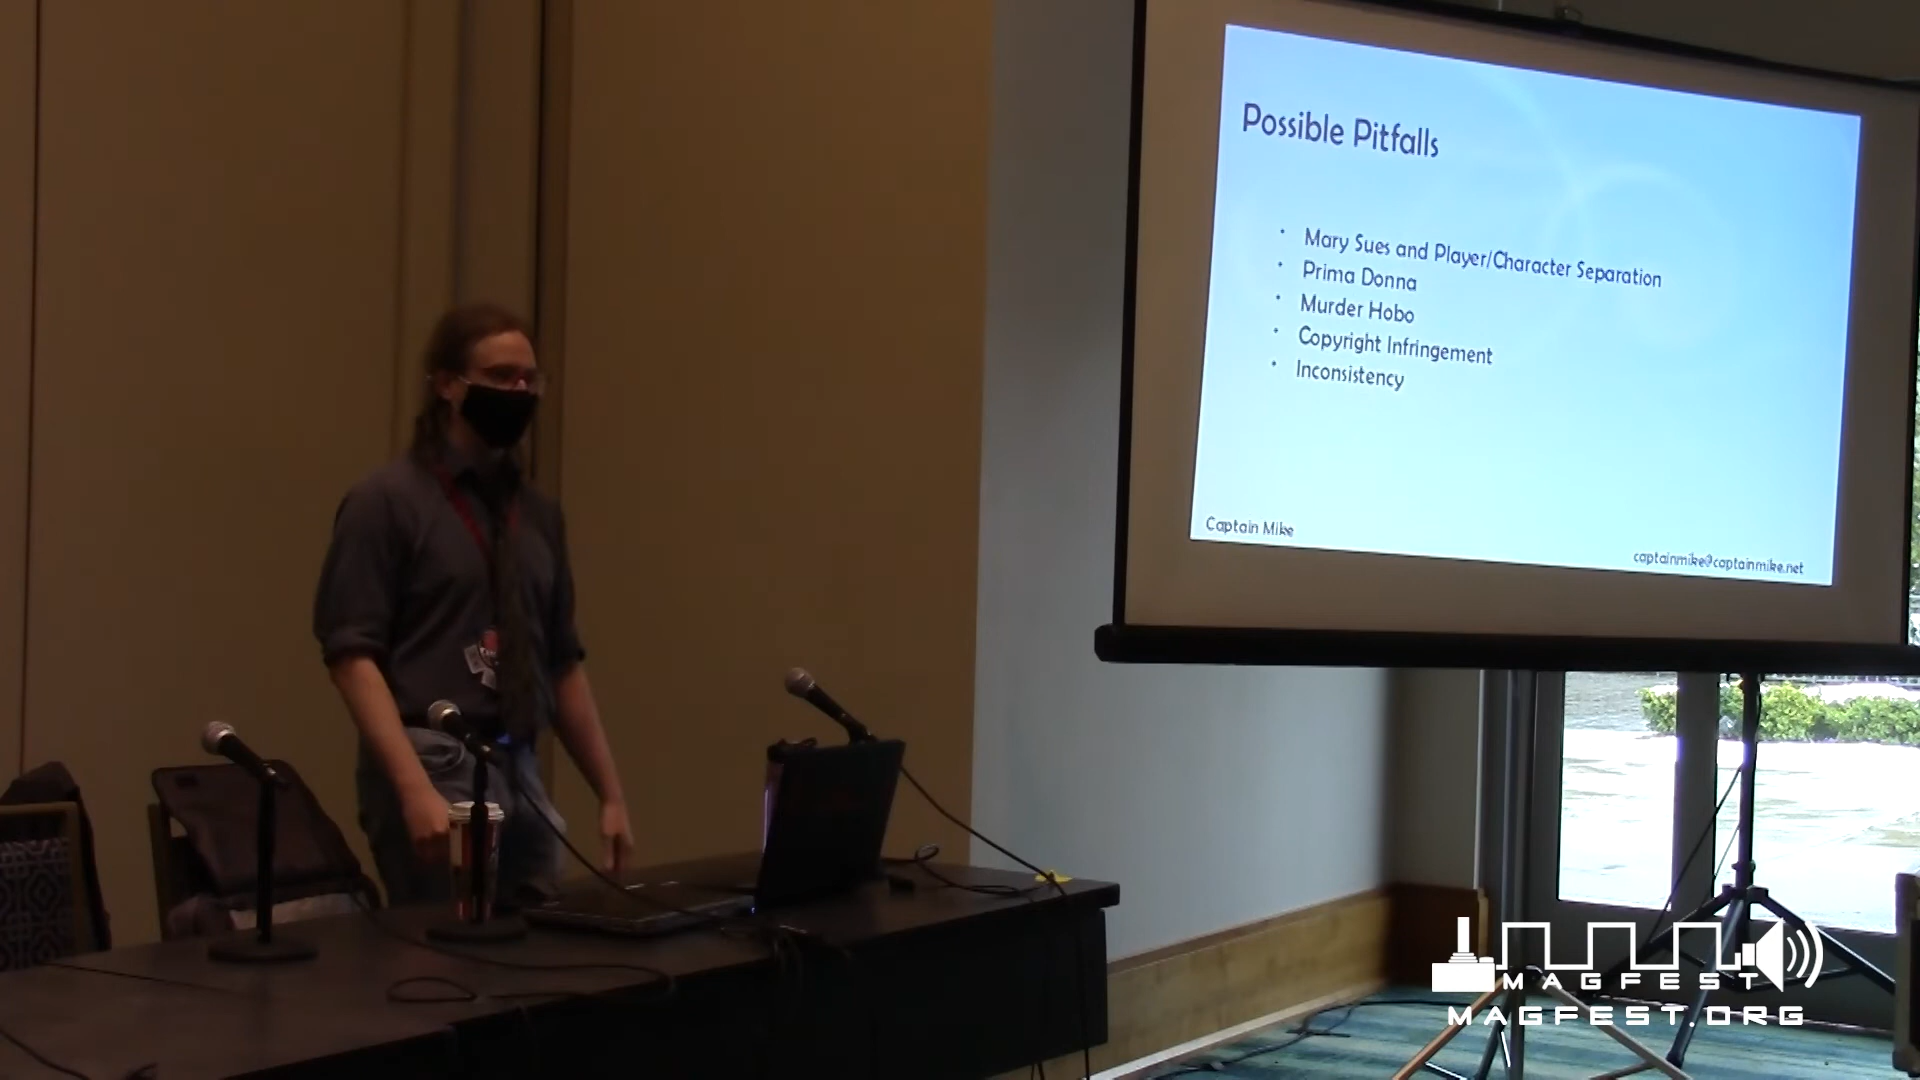 Possible Pitfalls
Mary Sues and Player/Character Separation
Prima Donna
Murder Hobo
Copyright Infringement
Inconsistency
Captain Mike
captainmike@captainmike.net
MAGFEST
MAGFEST.ORG